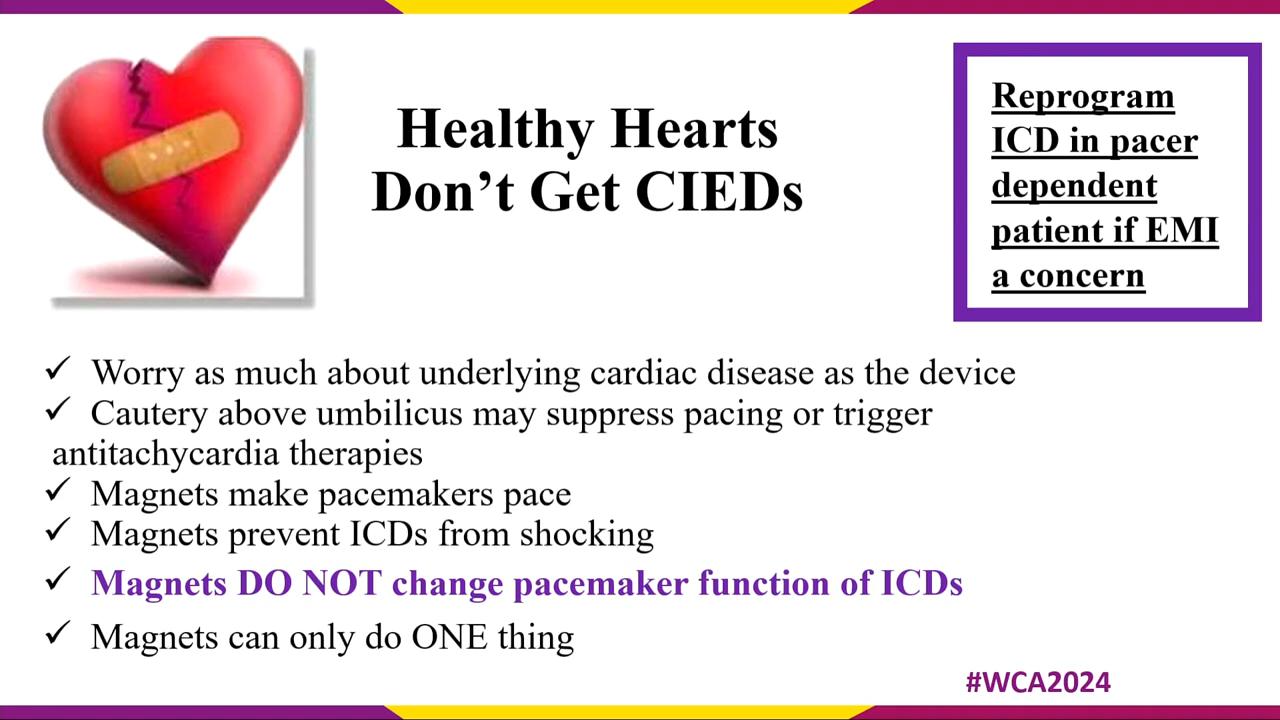 Healthy Hearts
Don’t Get CIEDs
Reprogram
ICD in pacer
dependent
patient if EMI
a concern
✓ Worry as much about underlying cardiac disease as the device
✓ Cautery above umbilicus may suppress pacing or trigger
antitachycardia therapies
✓ Magnets make pacemakers pace
✓ Magnets prevent ICDs from shocking
✓ Magnets DO NOT change pacemaker function of ICDs
✓ Magnets can only do ONE thing
#WCA2024